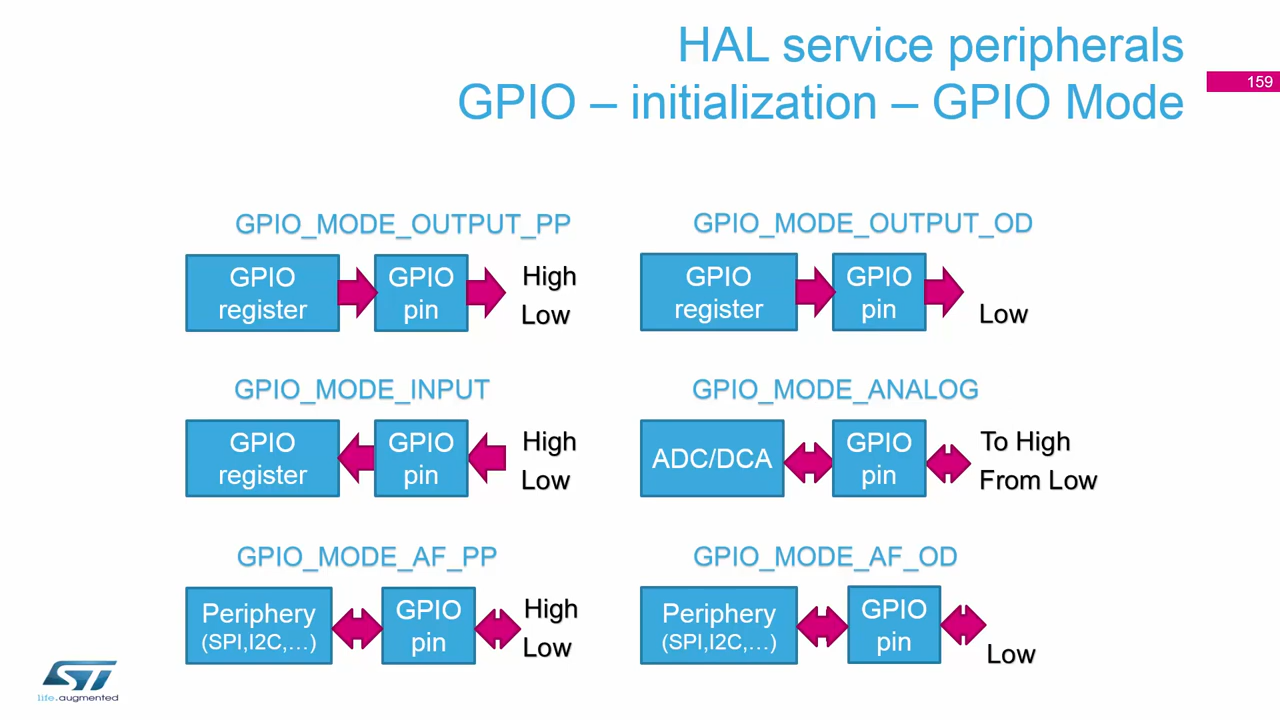 HAL service peripherals
GPIO – initialization – GPIO Mode
159
GPIO_MODE_OUTPUT_PP
GPIO register
GPIO pin
High
Low
GPIO_MODE_OUTPUT_OD
GPIO register
GPIO pin
Low
GPIO_MODE_INPUT
GPIO register
GPIO pin
High
Low
GPIO_MODE_ANALOG
ADC/DCA
GPIO pin
To High
From Low
GPIO_MODE_AF_PP
Periphery
(SPI,I2C,…)
GPIO pin
High
Low
GPIO_MODE_AF_OD
Periphery
(SPI,I2C,…)
GPIO pin
Low
ST
life.augmented